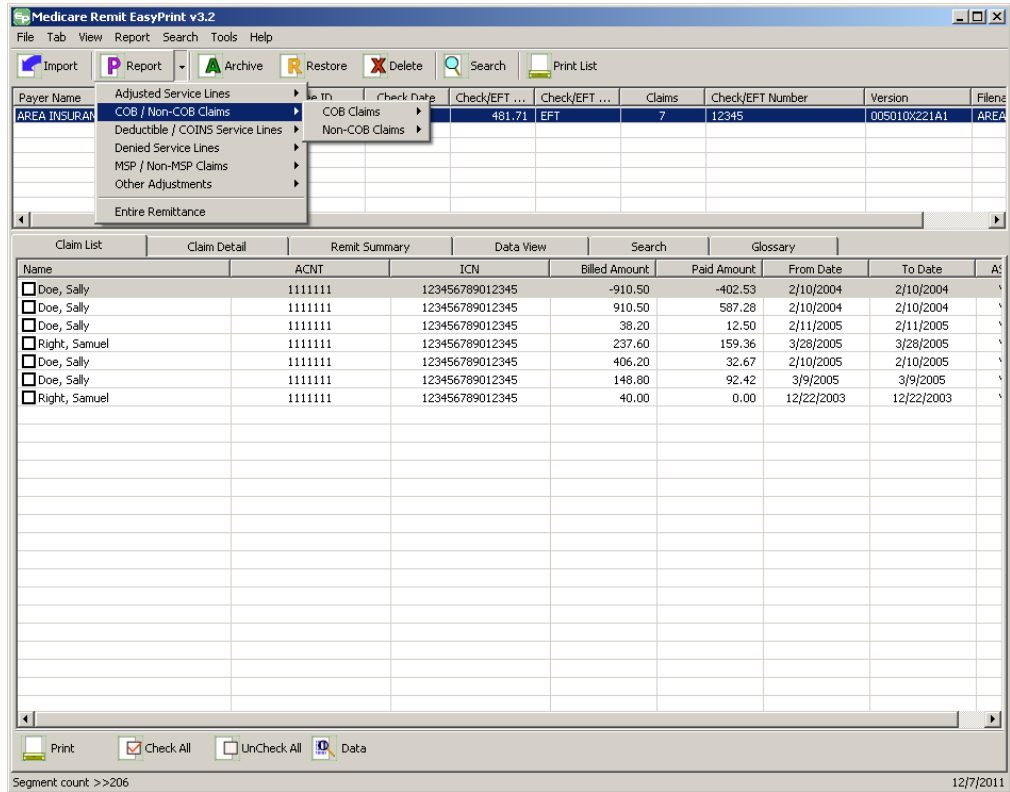 Medicare Remit EasyPrint v3.2
File Tab View Report Search Tools Help
Import Report Archive Restore Delete Search Print List
Payer Name ID Check Date Check/EFT ... Check/EFT ... Claims Check/EFT Number Version Filena
AREA INSURAN 481.71 EFT 7 12345 005010X221A1 AREA
Adjusted Service Lines
COB / Non-COB Claims
Deductible / COINS Service Lines
Denied Service Lines
MSP / Non-MSP Claims
Other Adjustments
Entire Remittance
COB Claims
Non-COB Claims
Claim List Claim Detail Remit Summary Data View Search Glossary
Name ACNT ICN Billed Amount Paid Amount From Date To Date
Doe, Sally 1111111 123456789012345 -910.50 -402.53 2/10/2004 2/10/2004
Doe, Sally 1111111 123456789012345 910.50 587.28 2/10/2004 2/10/2004
Doe, Sally 1111111 123456789012345 38.20 12.50 2/11/2005 2/11/2005
Right, Samuel 1111111 123456789012345 237.60 159.36 3/28/2005 3/28/2005
Doe, Sally 1111111 123456789012345 406.20 32.67 2/10/2005 2/10/2005
Doe, Sally 1111111 123456789012345 148.80 92.42 3/9/2005 3/9/2005
Right, Samuel 1111111 123456789012345 40.00 0.00 12/22/2003 12/22/2003
Print Check All UnCheck All Data
Segment count >>206 12/7/2011